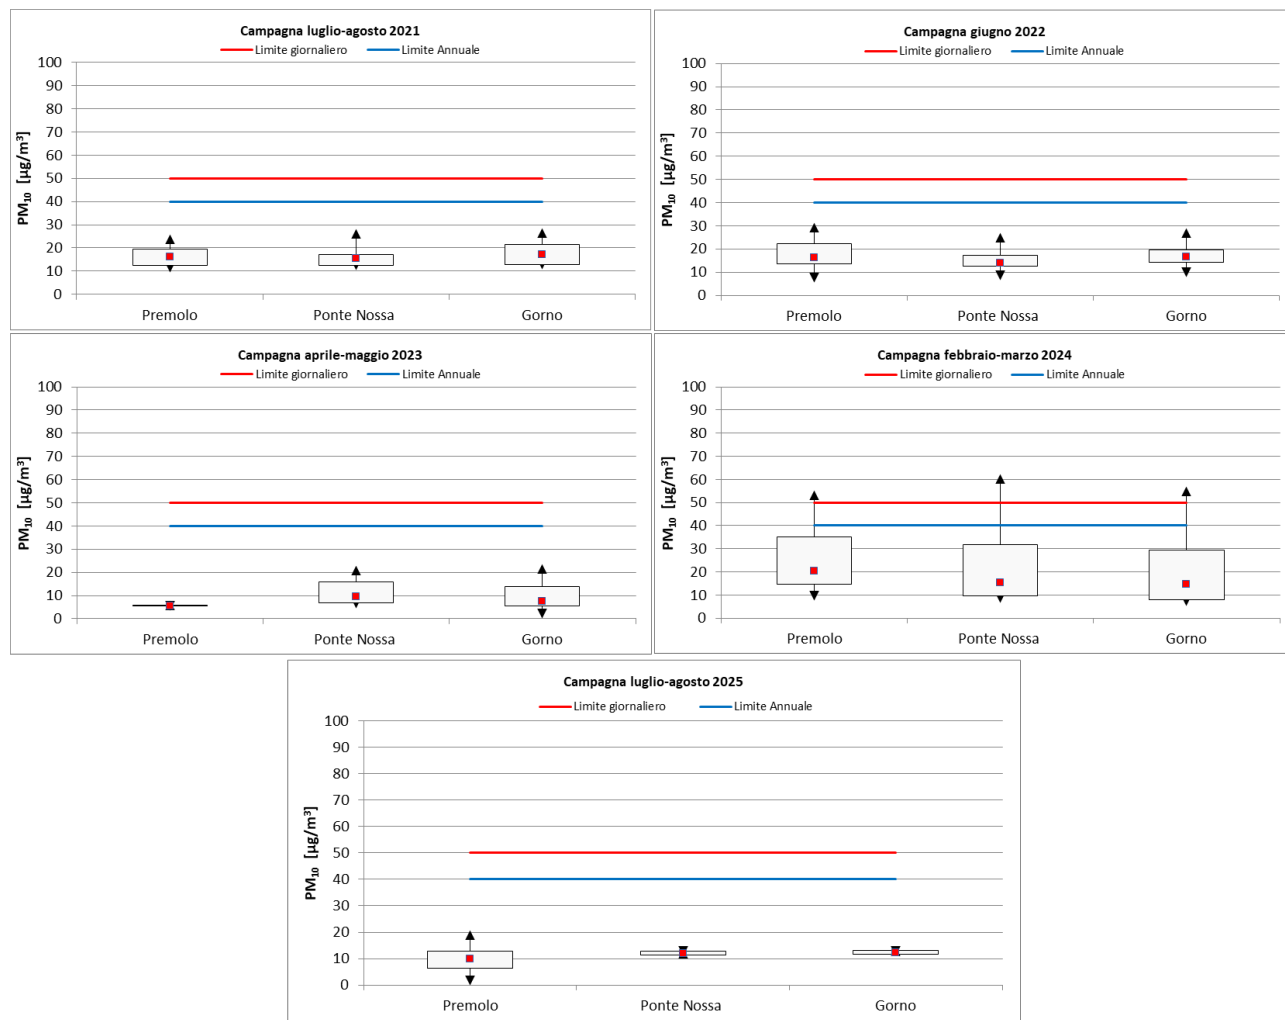 Campagna luglio-agosto 2021
Limite giornaliero Limite Annuale
PM₁₀ [µg/m³]
100
90
80
70
60
50
40
30
20
10
0
Premolo Ponte Nossa Gorno
Campagna giugno 2022
Limite giornaliero Limite Annuale
PM₁₀ [µg/m³]
100
90
80
70
60
50
40
30
20
10
0
Premolo Ponte Nossa Gorno
Campagna aprile-maggio 2023
Limite giornaliero Limite Annuale
PM₁₀ [µg/m³]
100
90
80
70
60
50
40
30
20
10
0
Premolo Ponte Nossa Gorno
Campagna febbraio-marzo 2024
Limite giornaliero Limite Annuale
PM₁₀ [µg/m³]
100
90
80
70
60
50
40
30
20
10
0
Premolo Ponte Nossa Gorno
Campagna luglio-agosto 2025
Limite giornaliero Limite Annuale
PM₁₀ [µg/m³]
100
90
80
70
60
50
40
30
20
10
0
Premolo Ponte Nossa Gorno